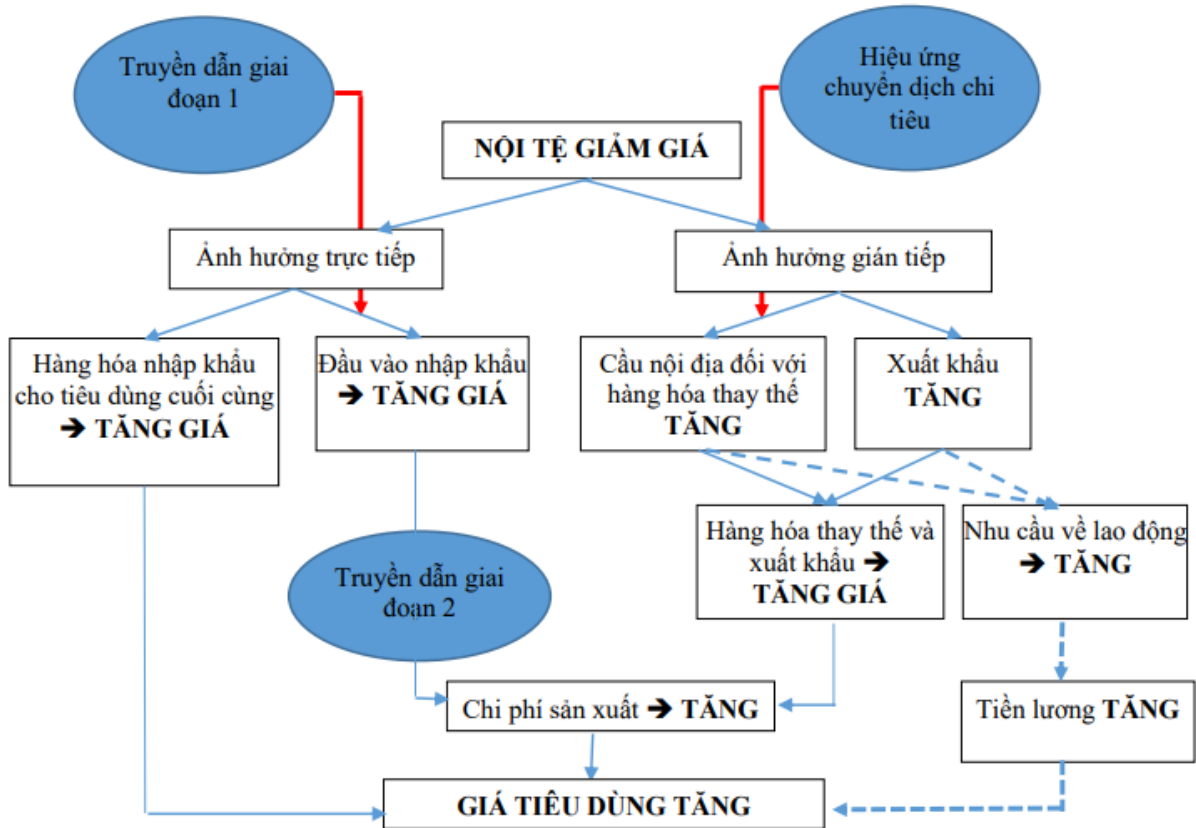 Truyền dẫn giai
đoạn 1
Hiệu ứng
chuyển dịch chi
tiêu
NỘI TỆ GIẢM GIÁ
Ảnh hưởng trực tiếp
Ảnh hưởng gián tiếp
Hàng hóa nhập khẩu
cho tiêu dùng cuối cùng
➔ TĂNG GIÁ
Đầu vào nhập khẩu
➔ TĂNG GIÁ
Cầu nội địa đối với
hàng hóa thay thế
TĂNG
Xuất khẩu
TĂNG
Truyền dẫn giai
đoạn 2
Hàng hóa thay thế và
xuất khẩu ➔
TĂNG GIÁ
Nhu cầu về lao động
➔ TĂNG
Chi phí sản xuất ➔ TĂNG
Tiền lương TĂNG
GIÁ TIÊU DÙNG TĂNG